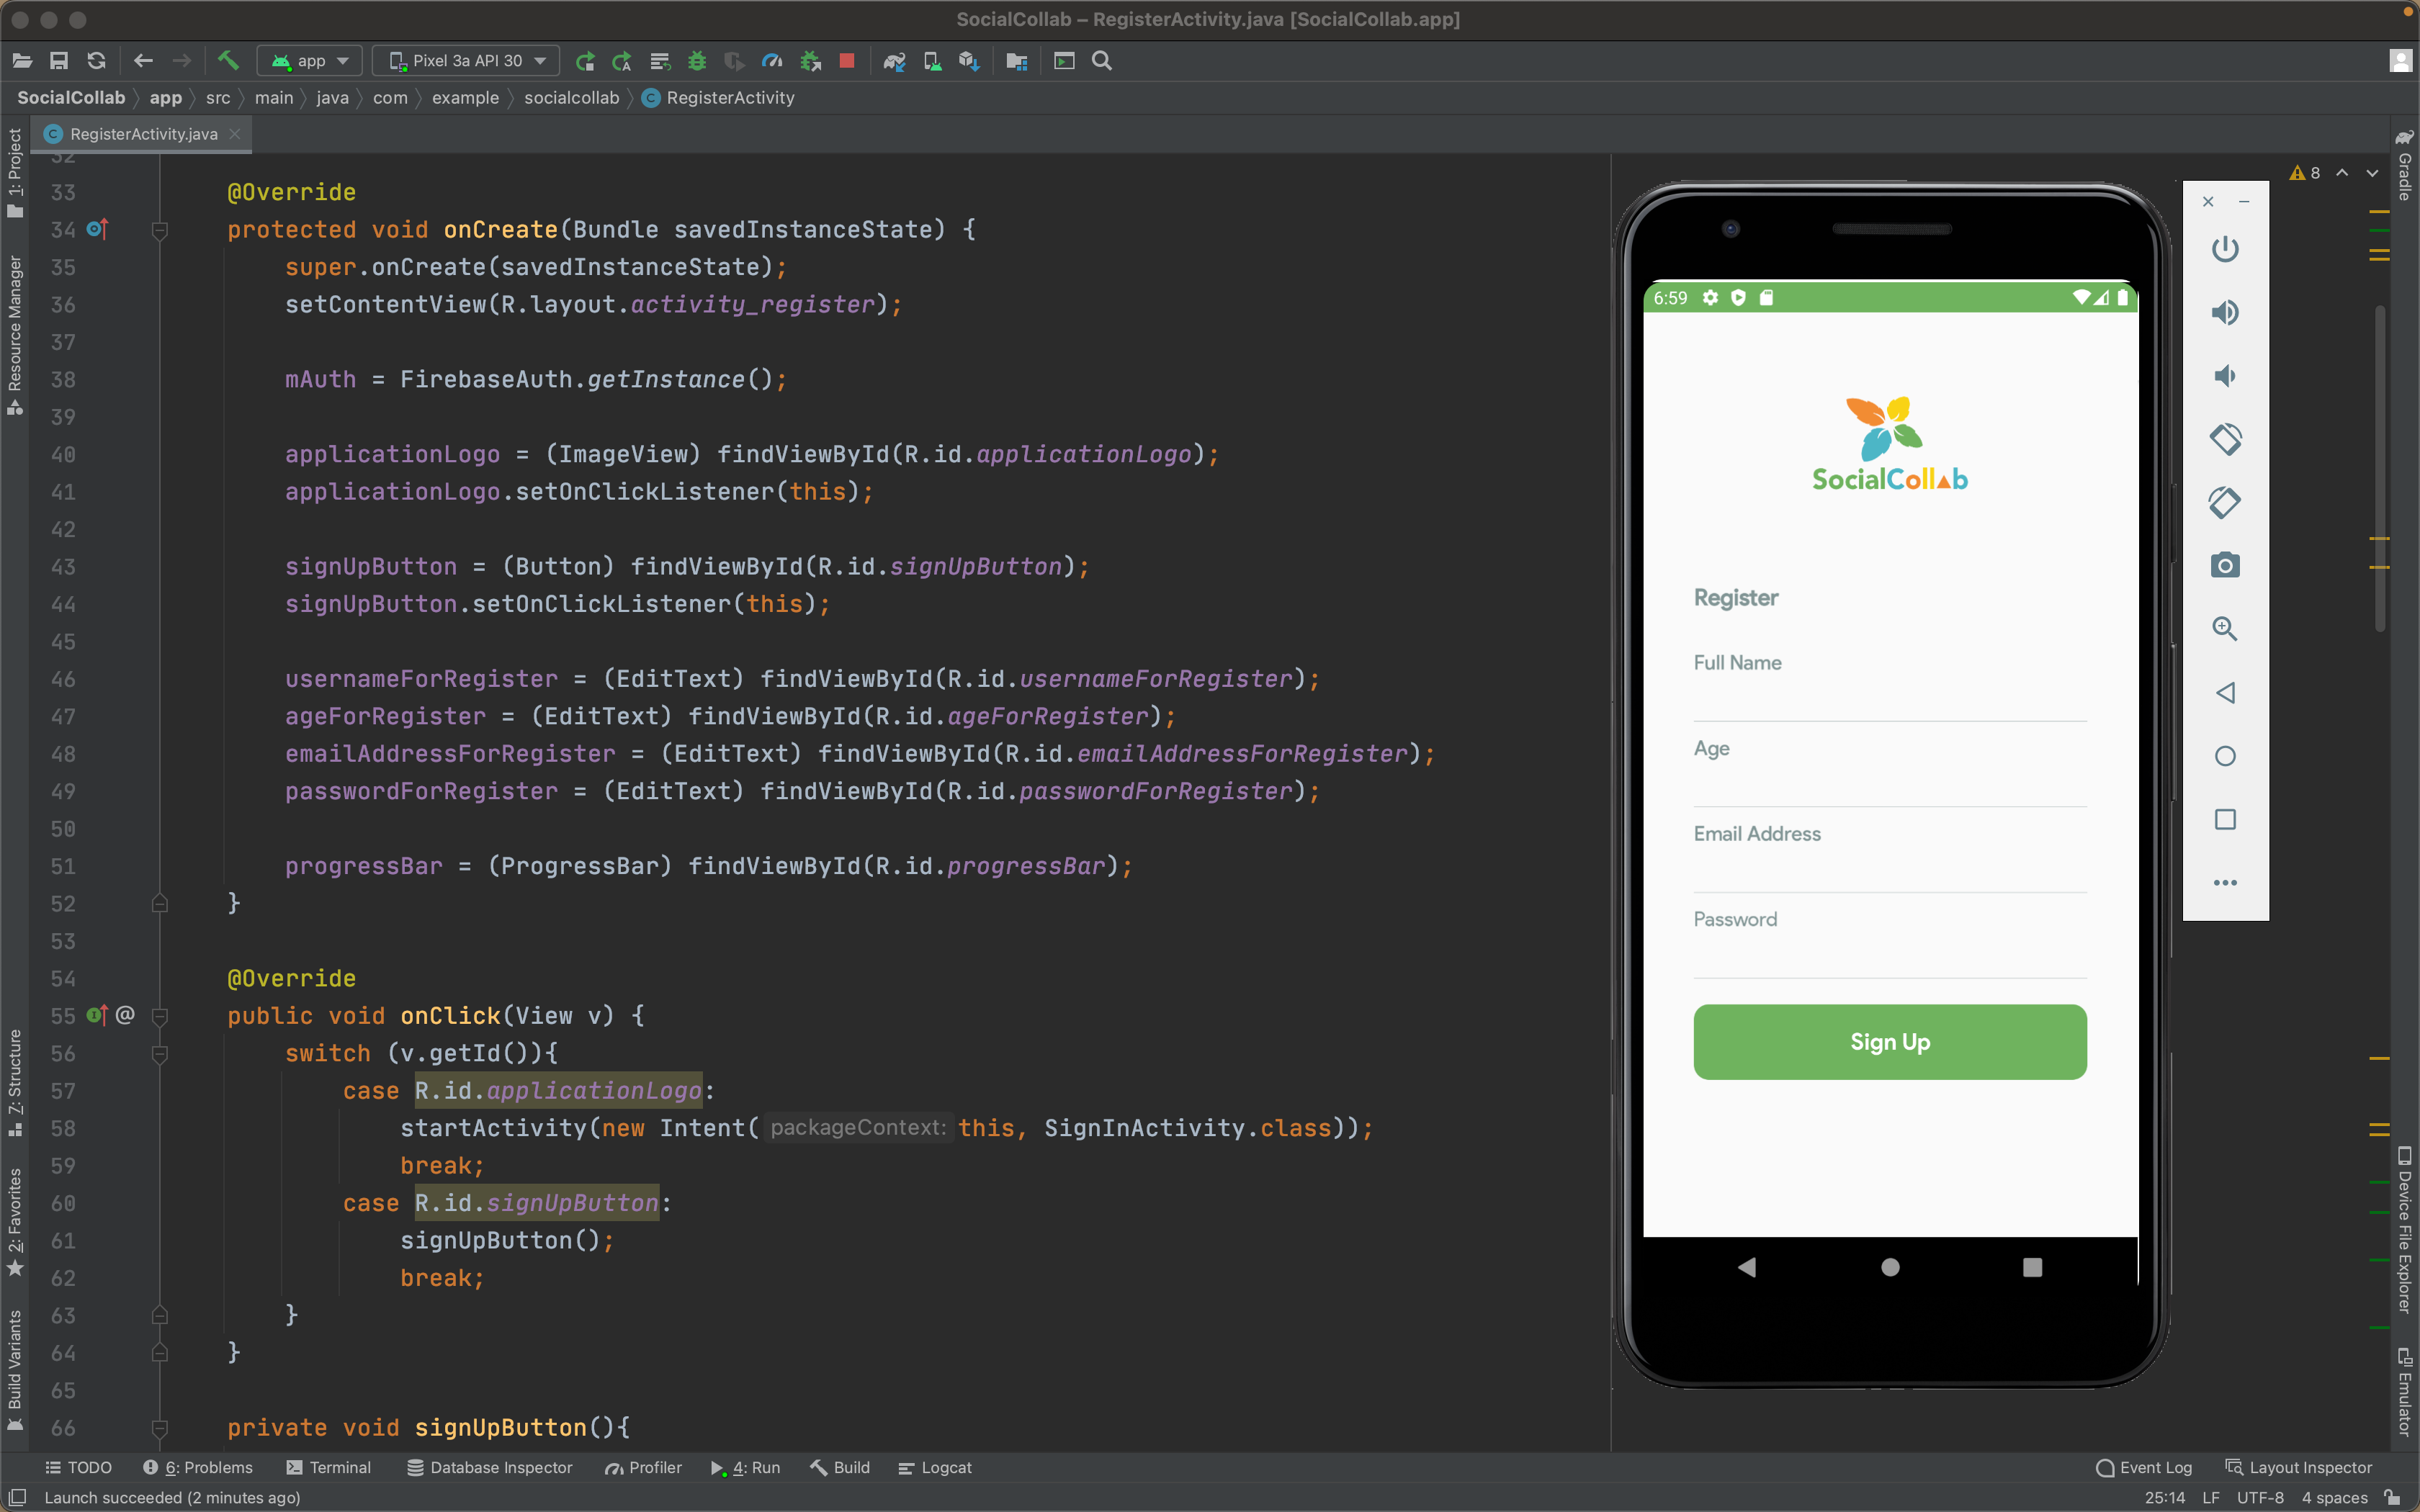 SocialCollab – RegisterActivity.java [SocialCollab.app]
app
Pixel 3a API 30
SocialCollab
app
src
main
java
com
example
socialcollab
RegisterActivity
RegisterActivity.java
8
1: Project
Resource Manager
7: Structure
2: Favorites
Build Variants
33 @Override
34 protected void onCreate(Bundle savedInstanceState) {
35 super.onCreate(savedInstanceState);
36 setContentView(R.layout.activity_register);
37
38 mAuth = FirebaseAuth.getInstance();
39
40 applicationLogo = (ImageView) findViewById(R.id.applicationLogo);
41 applicationLogo.setOnClickListener(this);
42
43 signUpButton = (Button) findViewById(R.id.signUpButton);
44 signUpButton.setOnClickListener(this);
45
46 usernameForRegister = (EditText) findViewById(R.id.usernameForRegister);
47 ageForRegister = (EditText) findViewById(R.id.ageForRegister);
48 emailAddressForRegister = (EditText) findViewById(R.id.emailAddressForRegister);
49 passwordForRegister = (EditText) findViewById(R.id.passwordForRegister);
50
51 progressBar = (ProgressBar) findViewById(R.id.progressBar);
52 }
53
54 @Override
55 @ public void onClick(View v) {
56 switch (v.getId()){
57 case R.id.applicationLogo:
58 startActivity(new Intent( packageContext: this, SignInActivity.class));
59 break;
60 case R.id.signUpButton:
61 signUpButton();
62 break;
63 }
64 }
65
66 private void signUpButton(){
6:59
SocialCollab
Register
Full Name
Age
Email Address
Password
Sign Up
Gradle
Device File Explorer
Emulator
TODO
6: Problems
Terminal
Database Inspector
Profiler
4: Run
Build
Logcat
Event Log
Layout Inspector
Launch succeeded (2 minutes ago)
25:14
LF
UTF-8
4 spaces